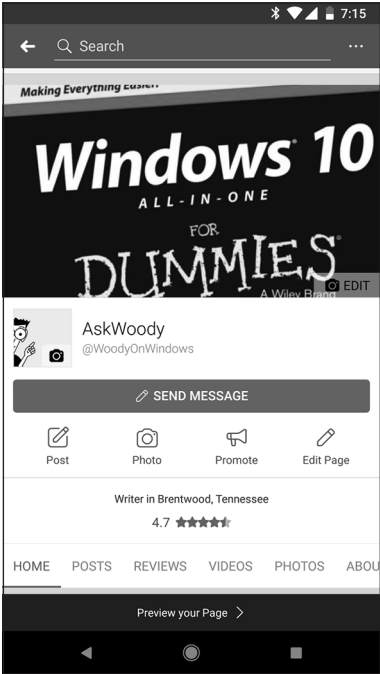 7:15
Search
Making Everything Easier!
Windows® 10
ALL-IN-ONE
FOR
DUMMIES®
A Wiley Brand
EDIT
AskWoody
@WoodyOnWindows
SEND MESSAGE
Post Photo Promote Edit Page
Writer in Brentwood, Tennessee
4.7
HOME POSTS REVIEWS VIDEOS PHOTOS ABOU
Preview your Page